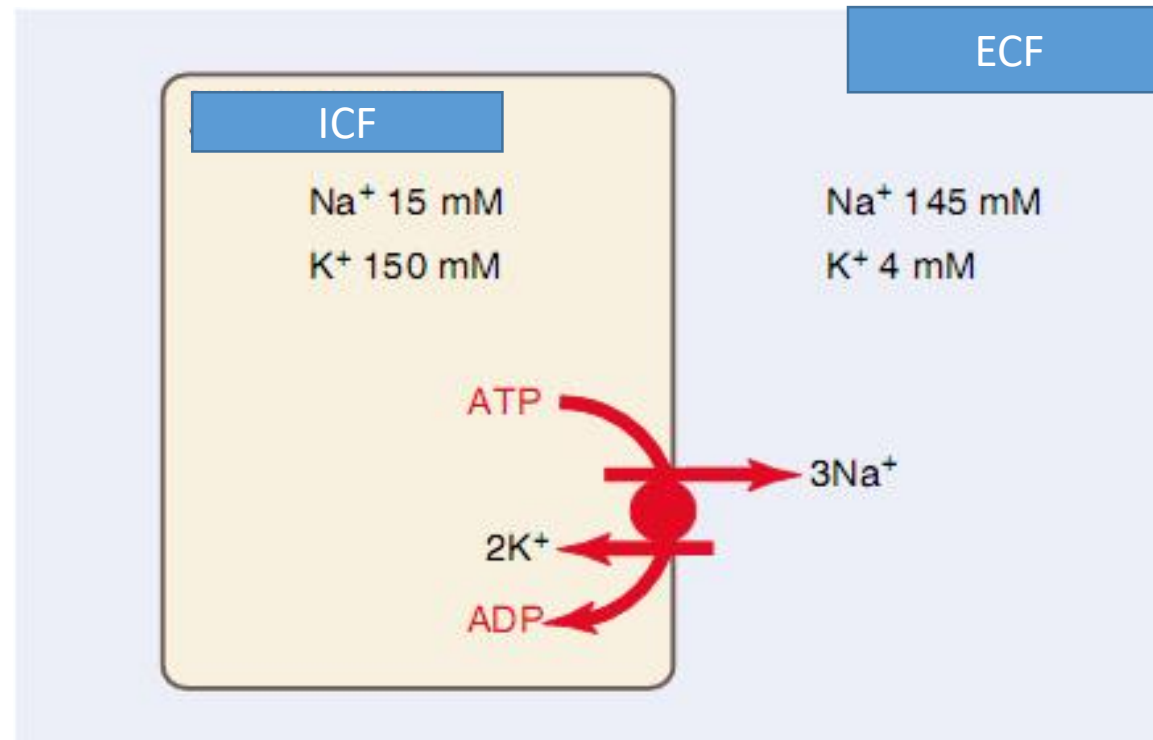 ECF
ICF
Na⁺ 15 mM
K⁺ 150 mM
Na⁺ 145 mM
K⁺ 4 mM
ATP
3Na⁺
2K⁺
ADP